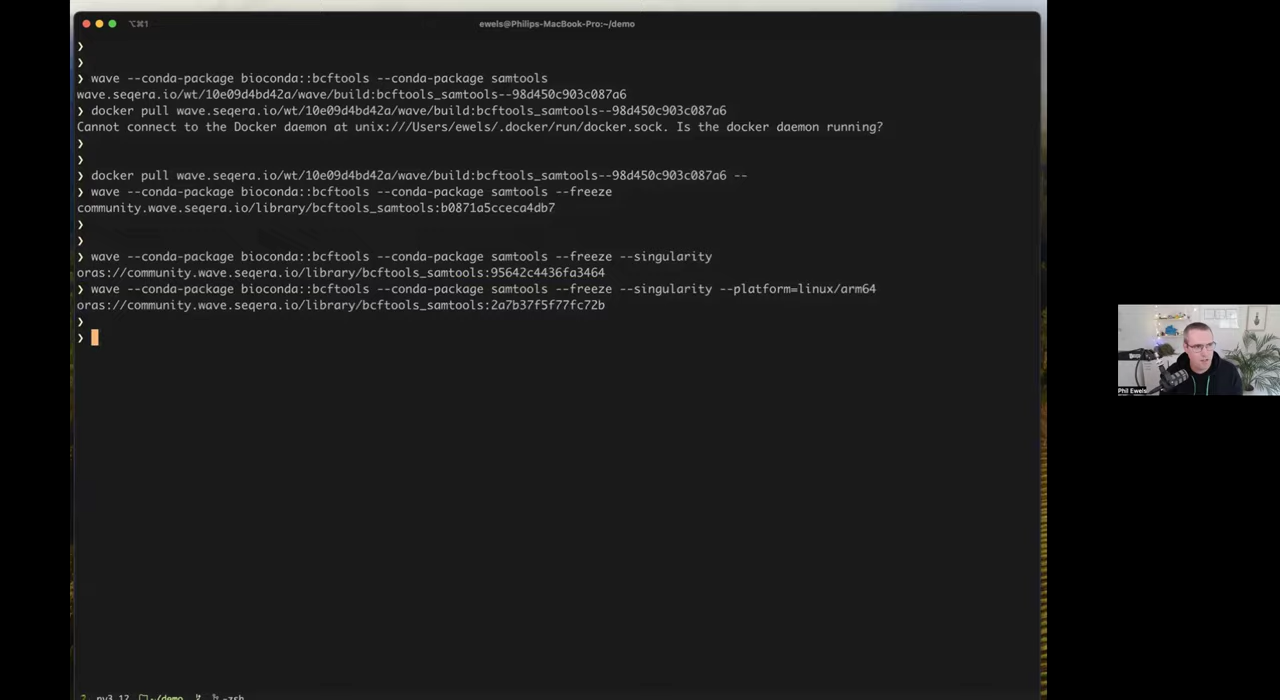 ⌥⌘1
ewels@Philips-MacBook-Pro:~/demo
❯
❯
❯ wave --conda-package bioconda::bcftools --conda-package samtools
wave.seqera.io/wt/10e09d4bd42a/wave/build:bcftools_samtools--98d450c903c087a6
❯ docker pull wave.seqera.io/wt/10e09d4bd42a/wave/build:bcftools_samtools--98d450c903c087a6
Cannot connect to the Docker daemon at unix:///Users/ewels/.docker/run/docker.sock. Is the docker daemon running?
❯
❯
❯ docker pull wave.seqera.io/wt/10e09d4bd42a/wave/build:bcftools_samtools--98d450c903c087a6 --
❯ wave --conda-package bioconda::bcftools --conda-package samtools --freeze
community.wave.seqera.io/library/bcftools_samtools:b0871a5cceca4db7
❯
❯
❯ wave --conda-package bioconda::bcftools --conda-package samtools --freeze --singularity
oras://community.wave.seqera.io/library/bcftools_samtools:95642c4436fa3464
❯ wave --conda-package bioconda::bcftools --conda-package samtools --freeze --singularity --platform=linux/arm64
oras://community.wave.seqera.io/library/bcftools_samtools:2a7b37f5f77fc72b
❯
❯
Phil Ewels
2 py3.12 ~/demo -zsh